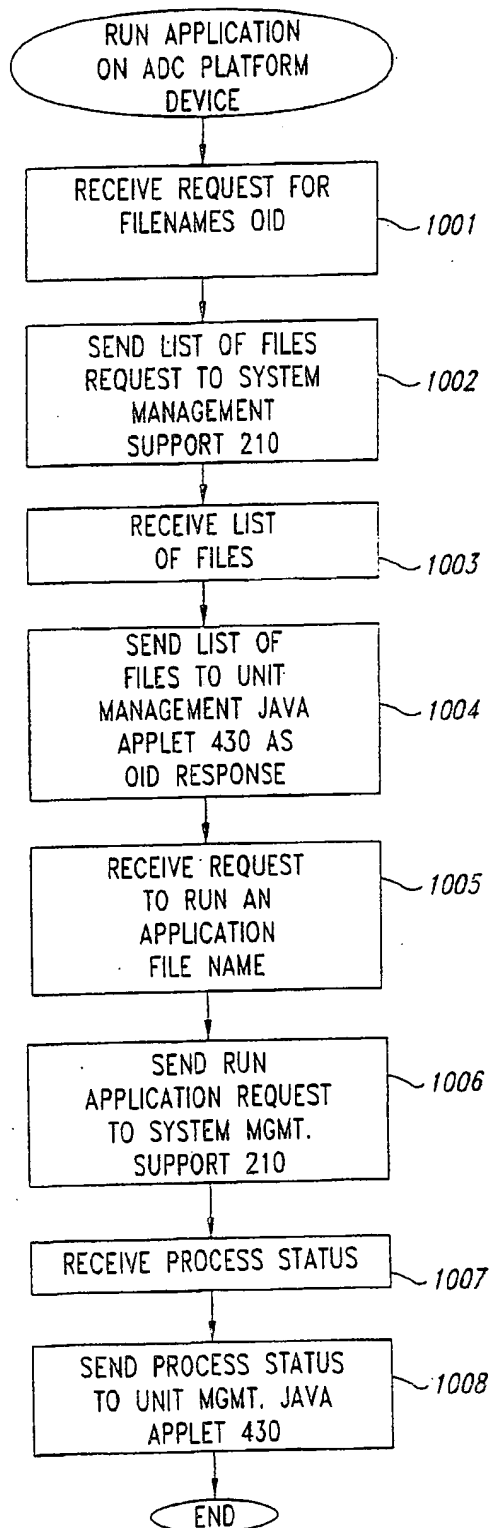 RUN APPLICATION
ON ADC PLATFORM
DEVICE
RECEIVE REQUEST FOR
FILENAMES OID
1001
SEND LIST OF FILES
REQUEST TO SYSTEM
MANAGEMENT
SUPPORT 210
1002
RECEIVE LIST
OF FILES
1003
SEND LIST OF
FILES TO UNIT
MANAGEMENT JAVA
APPLET 430 AS
OID RESPONSE
1004
RECEIVE REQUEST
TO RUN AN
APPLICATION
FILE NAME
1005
SEND RUN
APPLICATION REQUEST
TO SYSTEM MGMT.
SUPPORT 210
1006
RECEIVE PROCESS STATUS
1007
SEND PROCESS STATUS
TO UNIT MGMT. JAVA
APPLET 430
1008
END